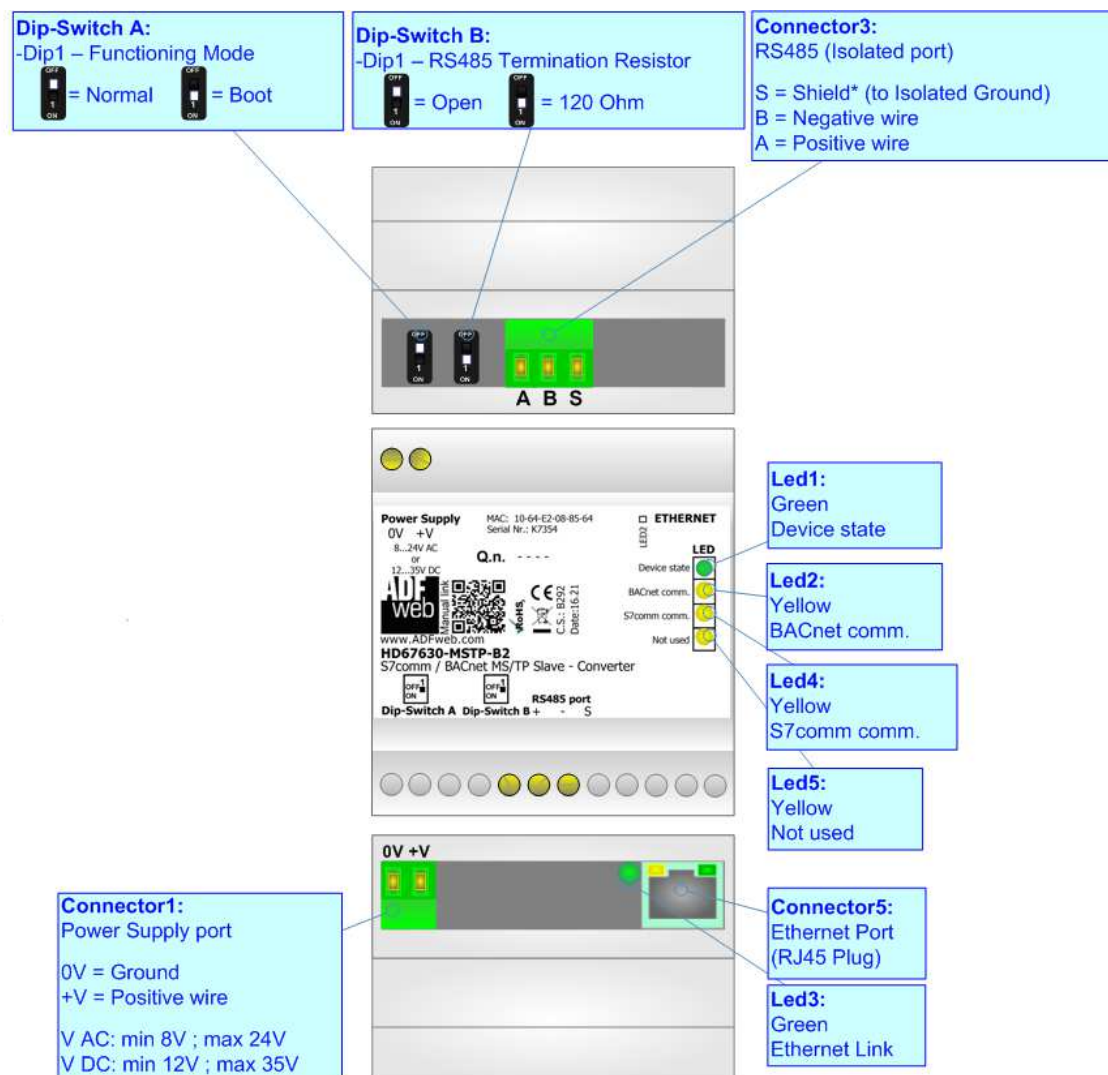 Dip-Switch A:
-Dip1 – Functioning Mode
OFF
1
ON
= Normal
OFF
1
ON
= Boot
Dip-Switch B:
-Dip1 – RS485 Termination Resistor
OFF
1
ON
= Open
OFF
1
ON
= 120 Ohm
Connector3:
RS485 (Isolated port)
S = Shield* (to Isolated Ground)
B = Negative wire
A = Positive wire
OFF
1
ON
OFF
1
ON
A B S
Power Supply
0V +V
8...24V AC
or
12...35V DC
MAC: 10-64-E2-08-85-64
Serial Nr.: K7354
Q.n. - - - -
ETHERNET
LED2
LED
Device state
BACnet comm.
S7comm comm.
Not used
ADF
web
Manual link
RoHS
CE
C.S.: B292
Date:16.21
www.ADFweb.com
HD67630-MSTP-B2
S7comm / BACnet MS/TP Slave - Converter
OFF 1
ON
OFF 1
ON
Dip-Switch A Dip-Switch B
RS485 port
+ - S
Led1:
Green
Device state
Led2:
Yellow
BACnet comm.
Led4:
Yellow
S7comm comm.
Led5:
Yellow
Not used
0V +V
Connector1:
Power Supply port
0V = Ground
+V = Positive wire
V AC: min 8V ; max 24V
V DC: min 12V ; max 35V
Connector5:
Ethernet Port
(RJ45 Plug)
Led3:
Green
Ethernet Link